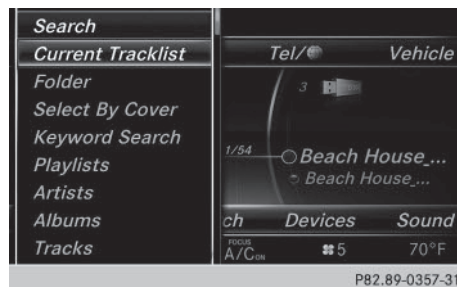 Search
Current Tracklist
Folder
Select By Cover
Keyword Search
Playlists
Artists
Albums
Tracks
Tel/
Vehicle
3
1/54
Beach House_...
Beach House_...
ch
Devices
Sound
FOCUS
A/C ON
5
70°F
P82.89-0357-31